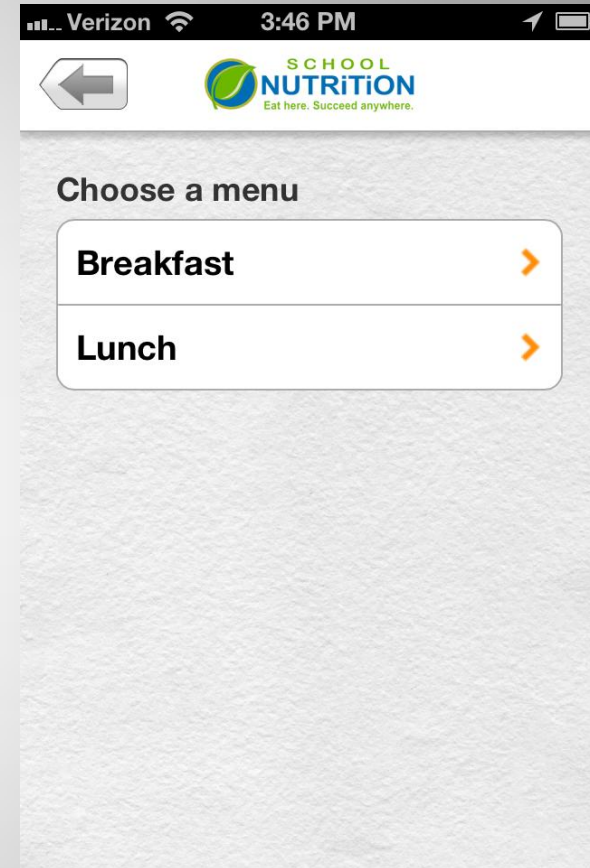 Verizon 3:46 PM
SCHOOL
NUTRiTiON
Eat here. Succeed anywhere.
Choose a menu
Breakfast
Lunch